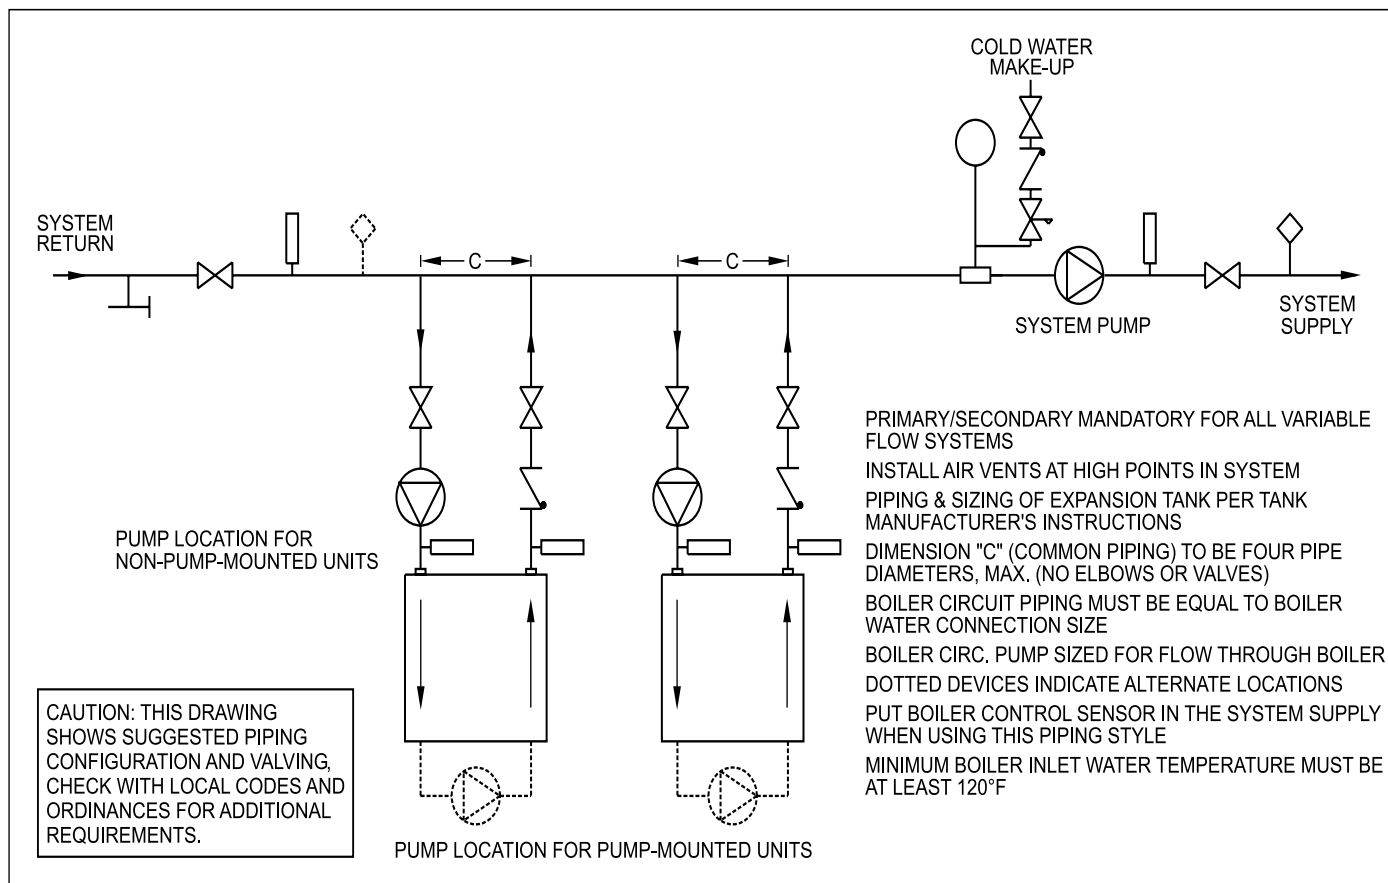 COLD WATER
MAKE-UP
SYSTEM
RETURN
C
C
SYSTEM PUMP
SYSTEM
SUPPLY
PRIMARY/SECONDARY MANDATORY FOR ALL VARIABLE
FLOW SYSTEMS
INSTALL AIR VENTS AT HIGH POINTS IN SYSTEM
PIPING & SIZING OF EXPANSION TANK PER TANK
MANUFACTURER'S INSTRUCTIONS
DIMENSION "C" (COMMON PIPING) TO BE FOUR PIPE
DIAMETERS, MAX. (NO ELBOWS OR VALVES)
BOILER CIRCUIT PIPING MUST BE EQUAL TO BOILER
WATER CONNECTION SIZE
BOILER CIRC. PUMP SIZED FOR FLOW THROUGH BOILER
DOTTED DEVICES INDICATE ALTERNATE LOCATIONS
PUT BOILER CONTROL SENSOR IN THE SYSTEM SUPPLY
WHEN USING THIS PIPING STYLE
MINIMUM BOILER INLET WATER TEMPERATURE MUST BE
AT LEAST 120°F
PUMP LOCATION FOR
NON-PUMP-MOUNTED UNITS
CAUTION: THIS DRAWING
SHOWS SUGGESTED PIPING
CONFIGURATION AND VALVING,
CHECK WITH LOCAL CODES AND
ORDINANCES FOR ADDITIONAL
REQUIREMENTS.
PUMP LOCATION FOR PUMP-MOUNTED UNITS